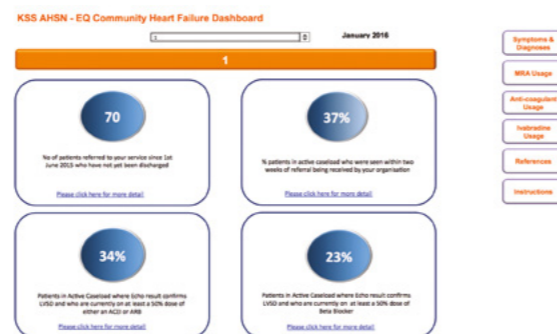 KSS AHSN - EQ Community Heart Failure Dashboard
1
January 2016
1
70
No of patients referred to your service since 1st
June 2015 who have not yet been discharged
Please click here for more detail
37%
% patients in active caseload who were seen within two
weeks of referral being received by your organisation
Please click here for more detail
34%
Patients in Active Caseload where Echo result confirms
LVSD and who are currently on at least a 50% dose of
either an ACD or ARB
Please click here for more detail
23%
Patients in Active Caseload where Echo result confirms
LVSD and who are currently on at least a 50% dose of
Beta Blocker
Please click here for more detail
Symptoms &
Diagnoses
MRA Usage
Anti-coagulant
Usage
Ivabradine
Usage
References
Instructions